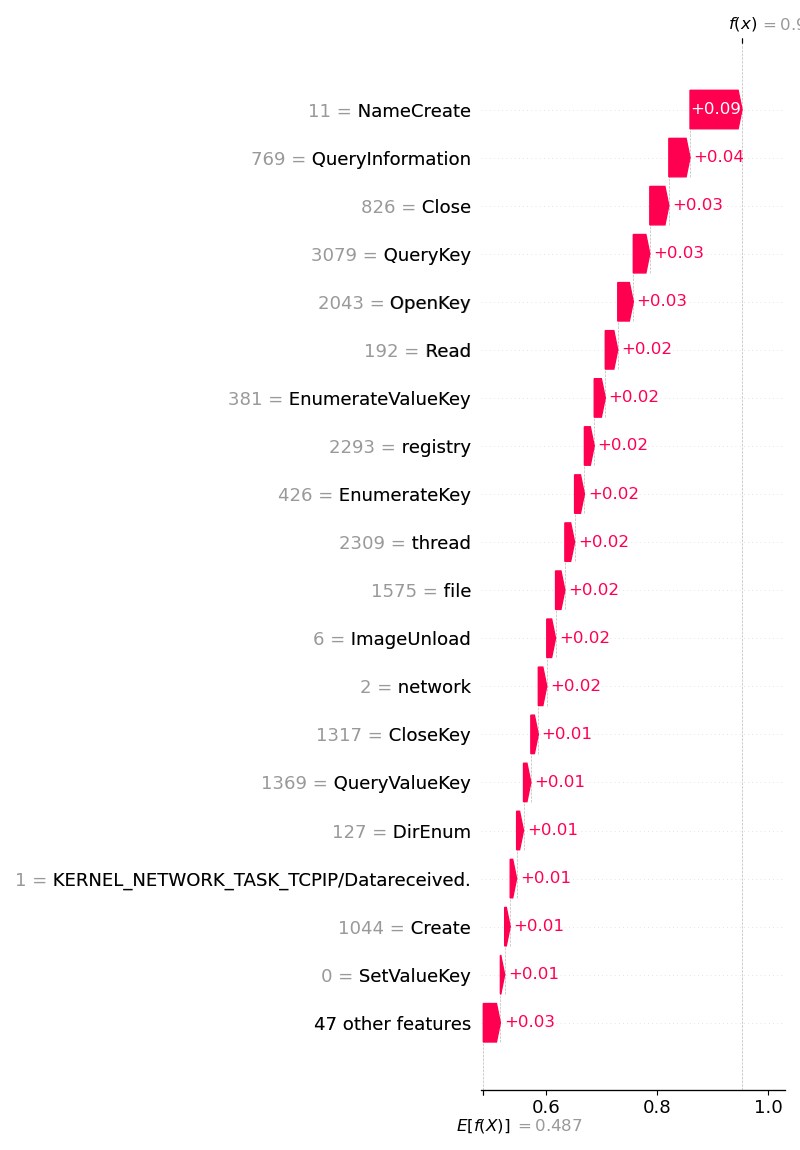 f(x) = 0.9
11 = NameCreate +0.09
769 = QueryInformation +0.04
826 = Close +0.03
3079 = QueryKey +0.03
2043 = OpenKey +0.03
192 = Read +0.02
381 = EnumerateValueKey +0.02
2293 = registry +0.02
426 = EnumerateKey +0.02
2309 = thread +0.02
1575 = file +0.02
6 = ImageUnload +0.02
2 = network +0.02
1317 = CloseKey +0.01
1369 = QueryValueKey +0.01
127 = DirEnum +0.01
1 = KERNEL_NETWORK_TASK_TCPIP/Datareceived. +0.01
1044 = Create +0.01
0 = SetValueKey +0.01
47 other features +0.03
0.6 0.8 1.0
E[f(X)] = 0.487